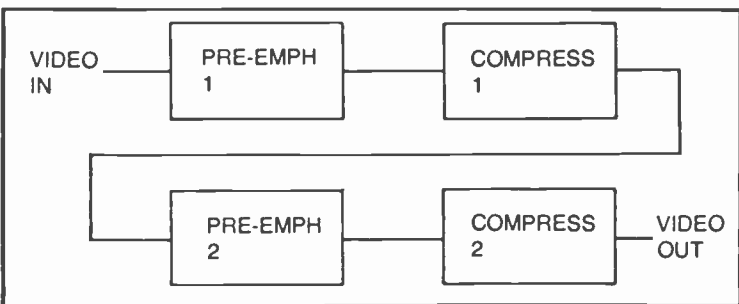 VIDEO
IN
PRE-EMPH
1
COMPRESS
1
PRE-EMPH
2
COMPRESS
2
VIDEO
OUT